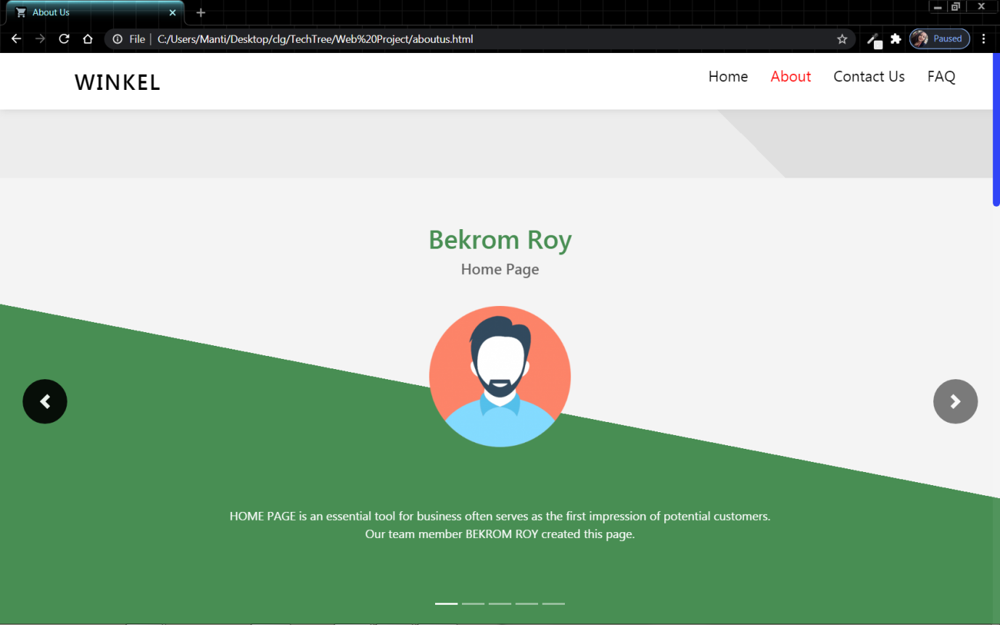 About Us
File
C:/Users/Manti/Desktop/clg/TechTree/Web%20Project/aboutus.html
Paused
WINKEL
Home About Contact Us FAQ
Bekrom Roy
Home Page
HOME PAGE is an essential tool for business often serves as the first impression of potential customers.
Our team member BEKROM ROY created this page.